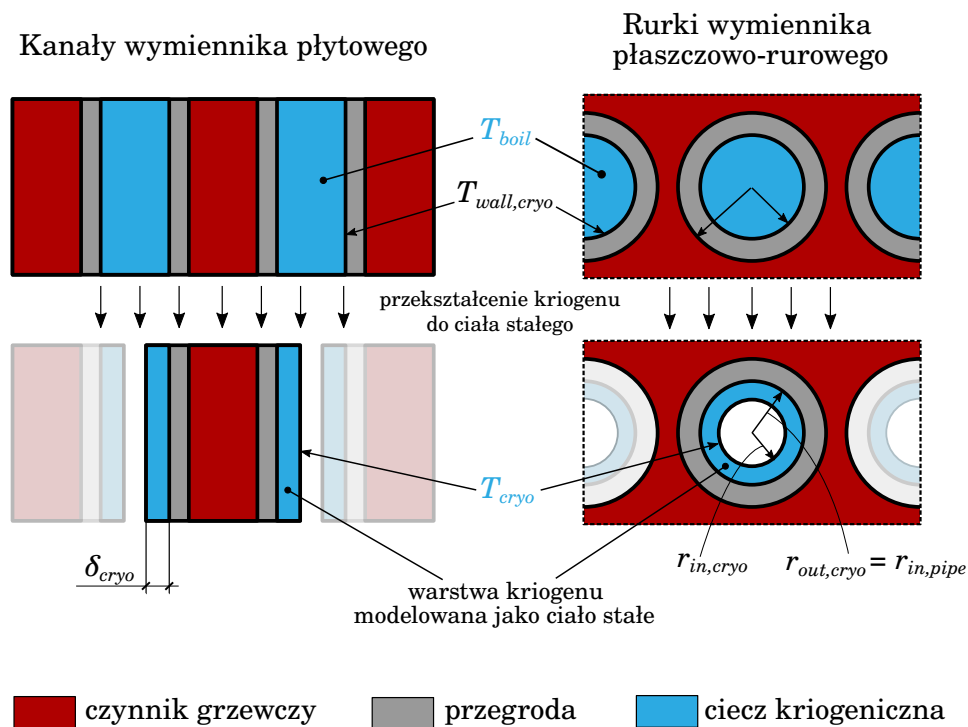 Kanały wymiennika płytowego
Rurki wymiennika
płaszczowo-rurowego
T_boil
T_wall,cryo
przekształcenie kriogenu
do ciała stałego
T_cryo
δ_cryo
r_in,cryo
r_out,cryo = r_in,pipe
warstwa kriogenu
modelowana jako ciało stałe
czynnik grzewczy
przegroda
ciecz kriogeniczna